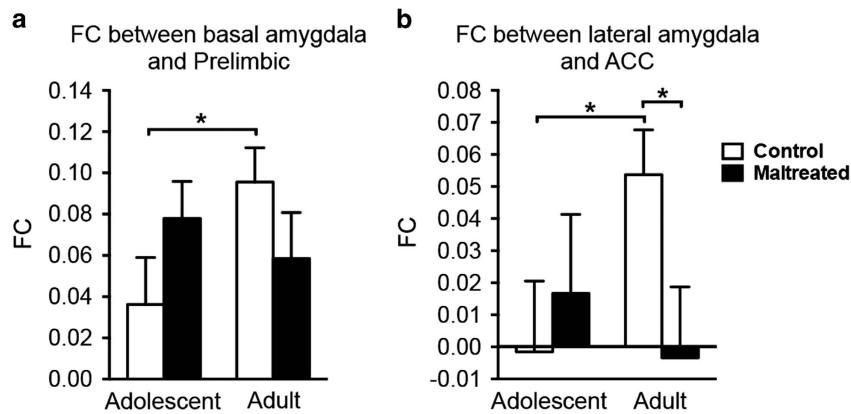 a
FC between basal amygdala
and Prelimbic
0.14
0.12
0.10
0.08
0.06
0.04
0.02
0.00
FC
*
Adolescent
Adult
b
FC between lateral amygdala
and ACC
0.08
0.07
0.06
0.05
0.04
0.03
0.02
0.01
0.00
-0.01
FC
*
*
Adolescent
Adult
Control
Maltreated